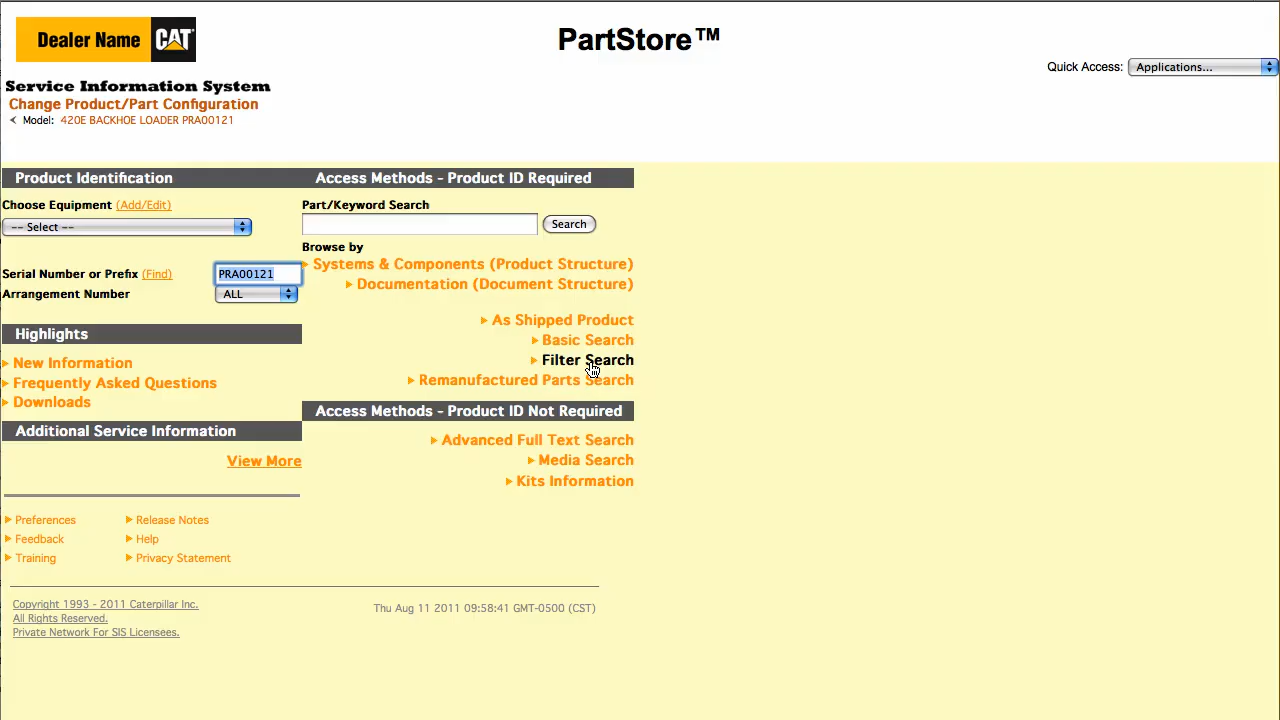 Dealer Name CAT
PartStore™
Quick Access: Applications...
Service Information System
Change Product/Part Configuration
Model: 420E BACKHOE LOADER PRA00121
Product Identification
Choose Equipment (Add/Edit)
-- Select --
Serial Number or Prefix (Find) PRA00121
Arrangement Number ALL
Highlights
New Information
Frequently Asked Questions
Downloads
Additional Service Information
View More
Preferences
Release Notes
Feedback
Help
Training
Privacy Statement
Access Methods - Product ID Required
Part/Keyword Search
Search
Browse by
Systems & Components (Product Structure)
Documentation (Document Structure)
As Shipped Product
Basic Search
Filter Search
Remanufactured Parts Search
Access Methods - Product ID Not Required
Advanced Full Text Search
Media Search
Kits Information
Copyright 1993 - 2011 Caterpillar Inc.
All Rights Reserved.
Private Network For SIS Licensees.
Thu Aug 11 2011 09:58:41 GMT-0500 (CST)